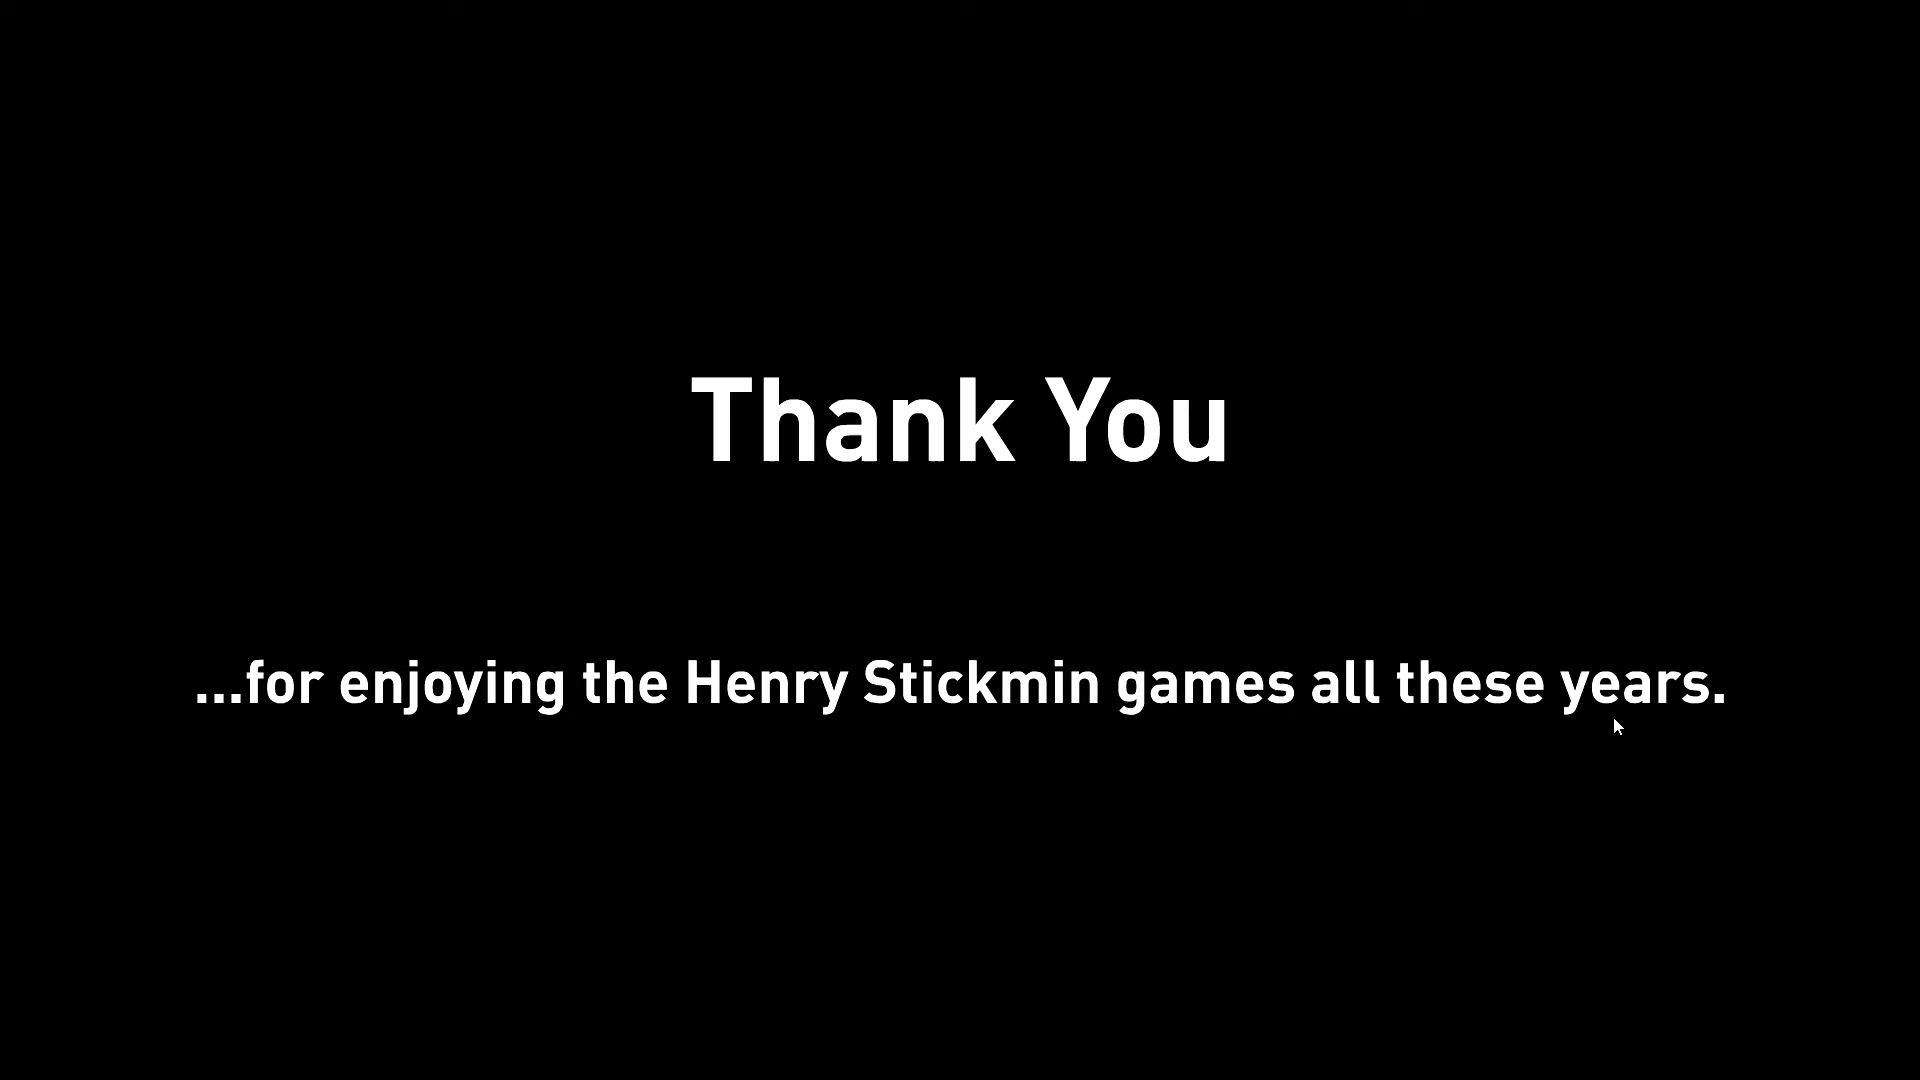 Thank You
...for enjoying the Henry Stickmin games all these years.